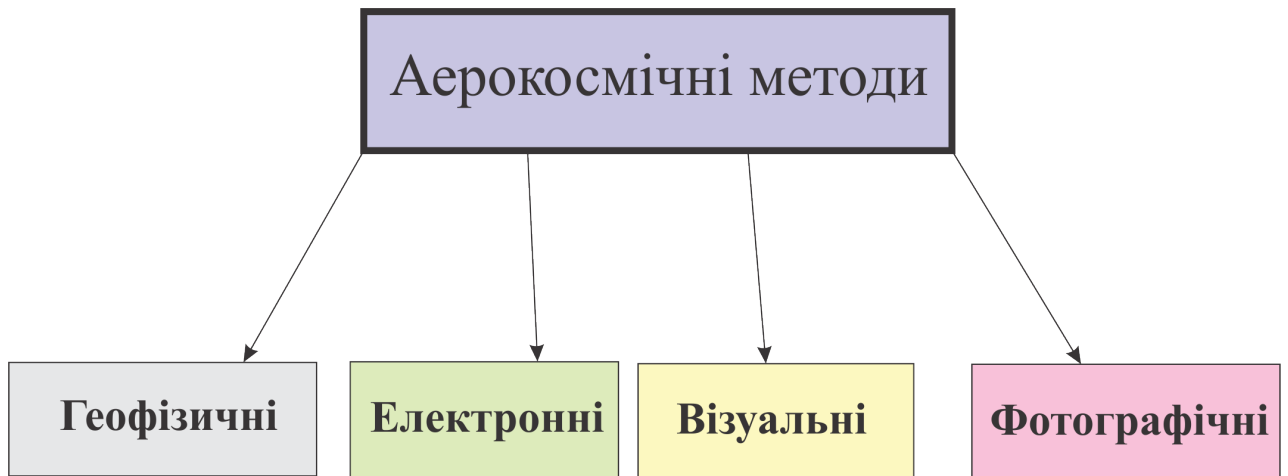 Аерокосмічні методи
Геофізичні
Електронні
Візуальні
Фотографічні